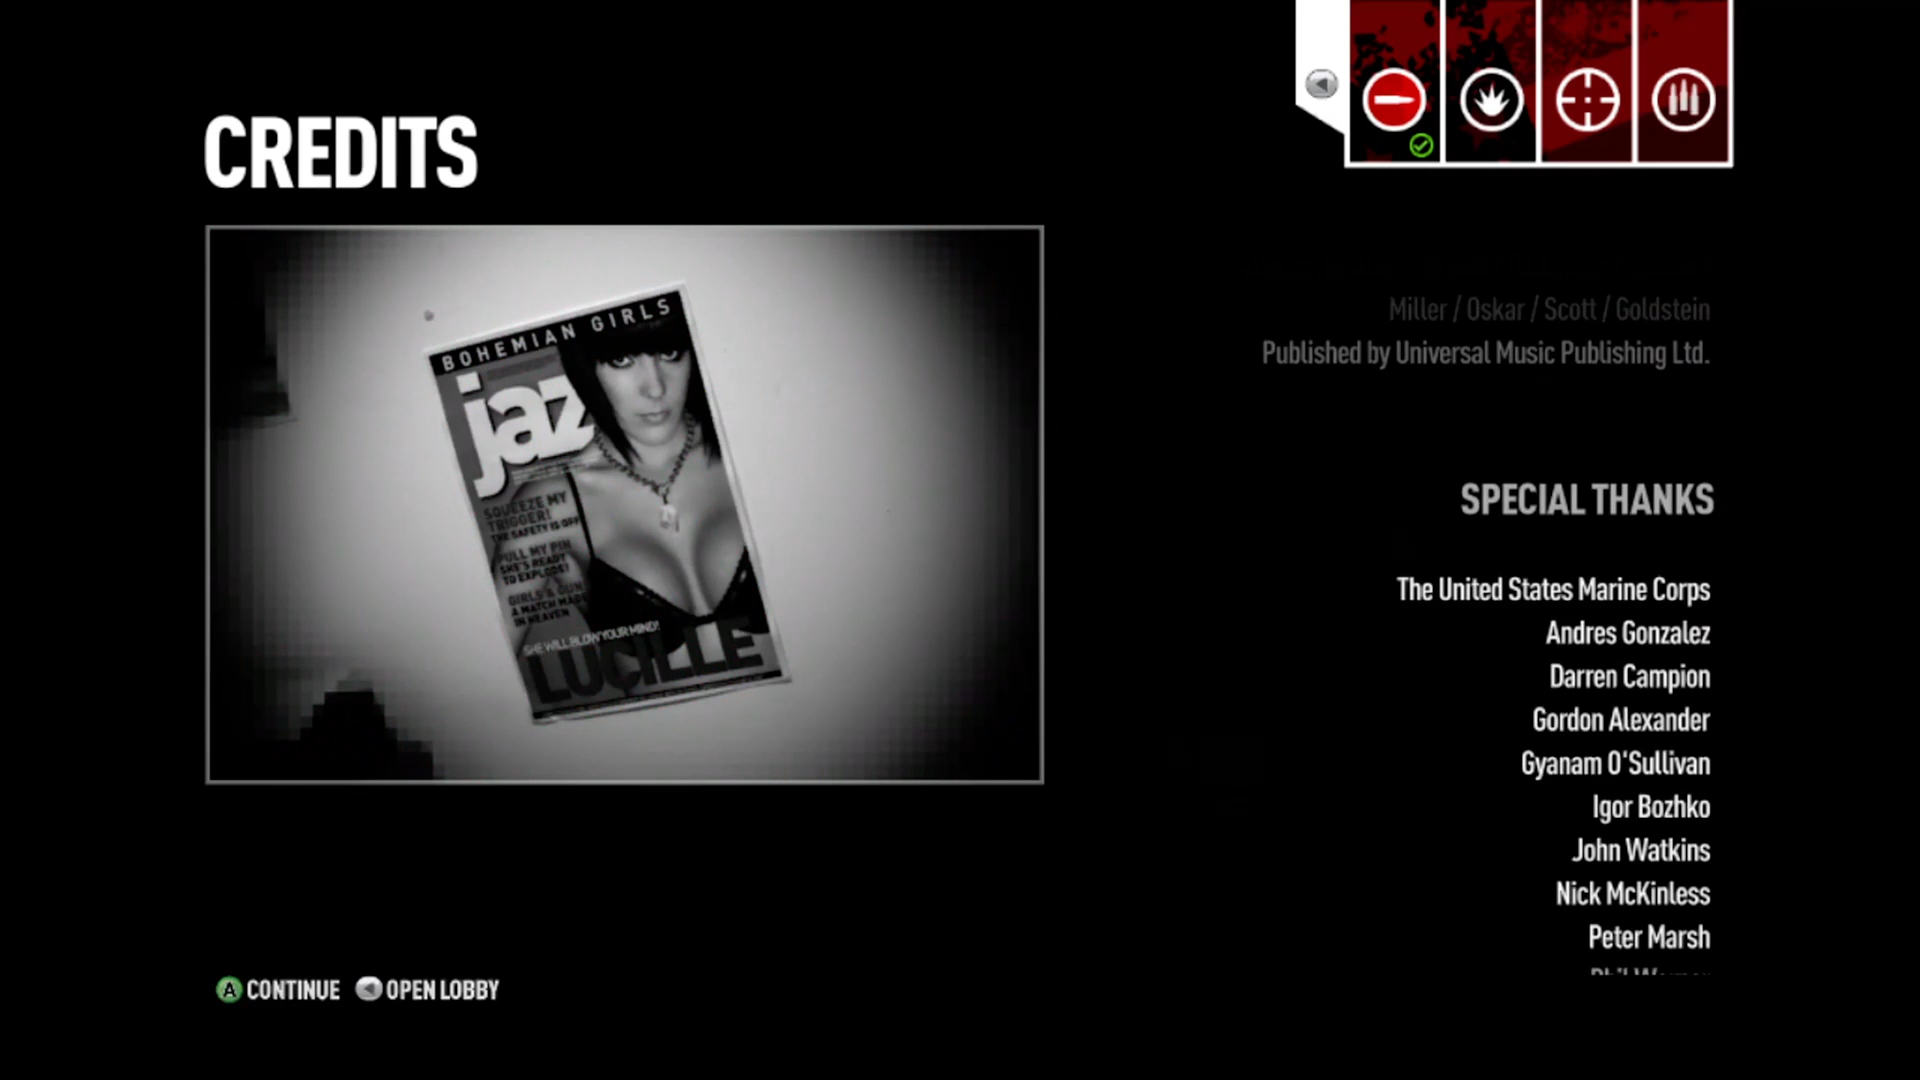 CREDITS
BOHEMIAN GIRLS
jaz
SQUEEZE MY
TRIGGER!
THE SAFETY IS OFF
PULL MY PIN
SHE'S READY
TO EXPLODE!
GIRLS & GUN
A MATCH MADE
IN HEAVEN
SHE WILL BLOW YOUR MIND!
LUCILLE
Miller / Oskar / Scott / Goldstein
Published by Universal Music Publishing Ltd.
SPECIAL THANKS
The United States Marine Corps
Andres Gonzalez
Darren Campion
Gordon Alexander
Gyanam O'Sullivan
Igor Bozhko
John Watkins
Nick McKinless
Peter Marsh
A CONTINUE OPEN LOBBY